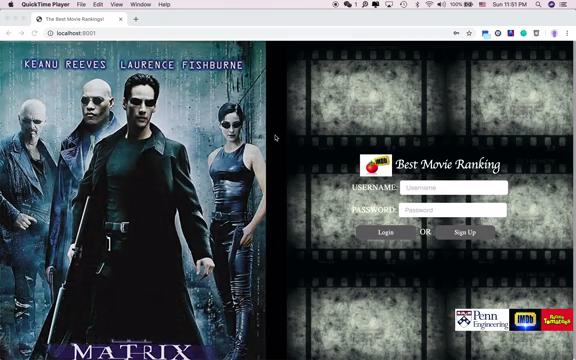 QuickTime Player File Edit View Window Help
1
100%
Sun 11:51 PM
The Best Movie Rankings!
localhost:8001
KEANU REEVES LAURENCE FISHBURNE
IMDb Best Movie Ranking
USERNAME: Username
PASSWORD: Password
Login OR Sign Up
Penn
Engineering
IMDb
Rotten
Tomatoes
THE
MATRIX